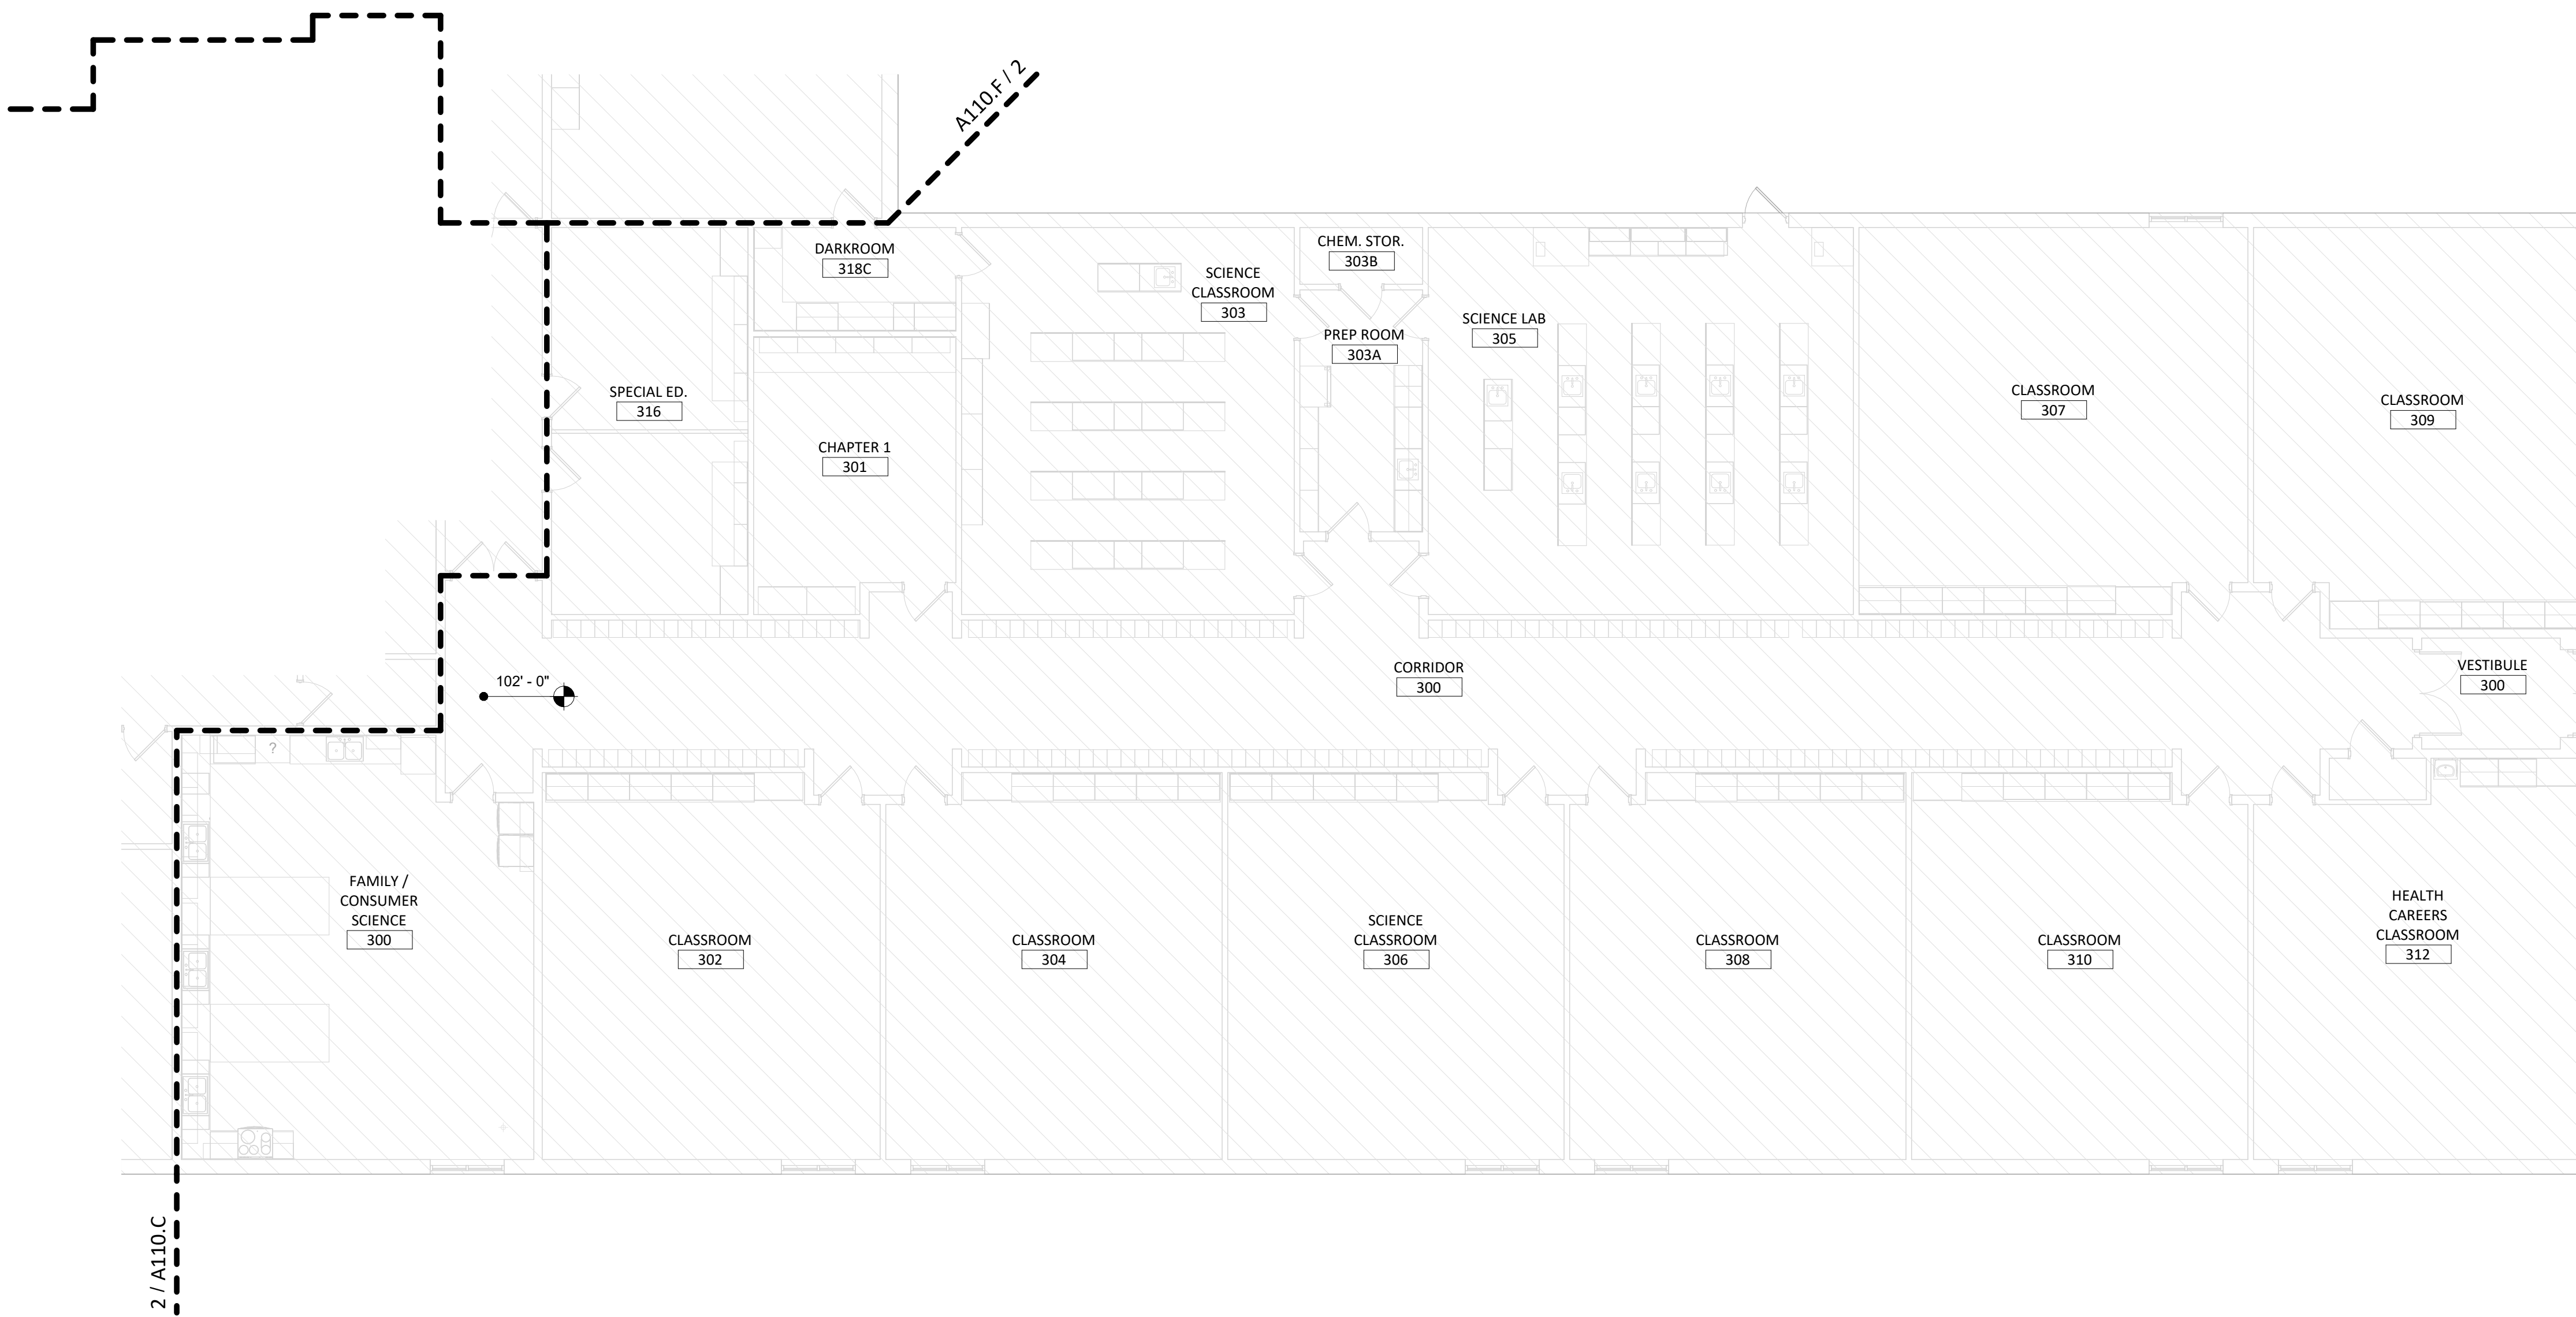 A110.F / 2
DARKROOM
318C
SCIENCE
CLASSROOM
303
CHEM. STOR.
303B
PREP ROOM
303A
SCIENCE LAB
305
SPECIAL ED.
316
CHAPTER 1
301
CLASSROOM
307
CLASSROOM
309
102' - 0"
CORRIDOR
300
VESTIBULE
300
?
FAMILY /
CONSUMER
SCIENCE
300
CLASSROOM
302
CLASSROOM
304
SCIENCE
CLASSROOM
306
CLASSROOM
308
CLASSROOM
310
HEALTH
CAREERS
CLASSROOM
312
2 / A110.C